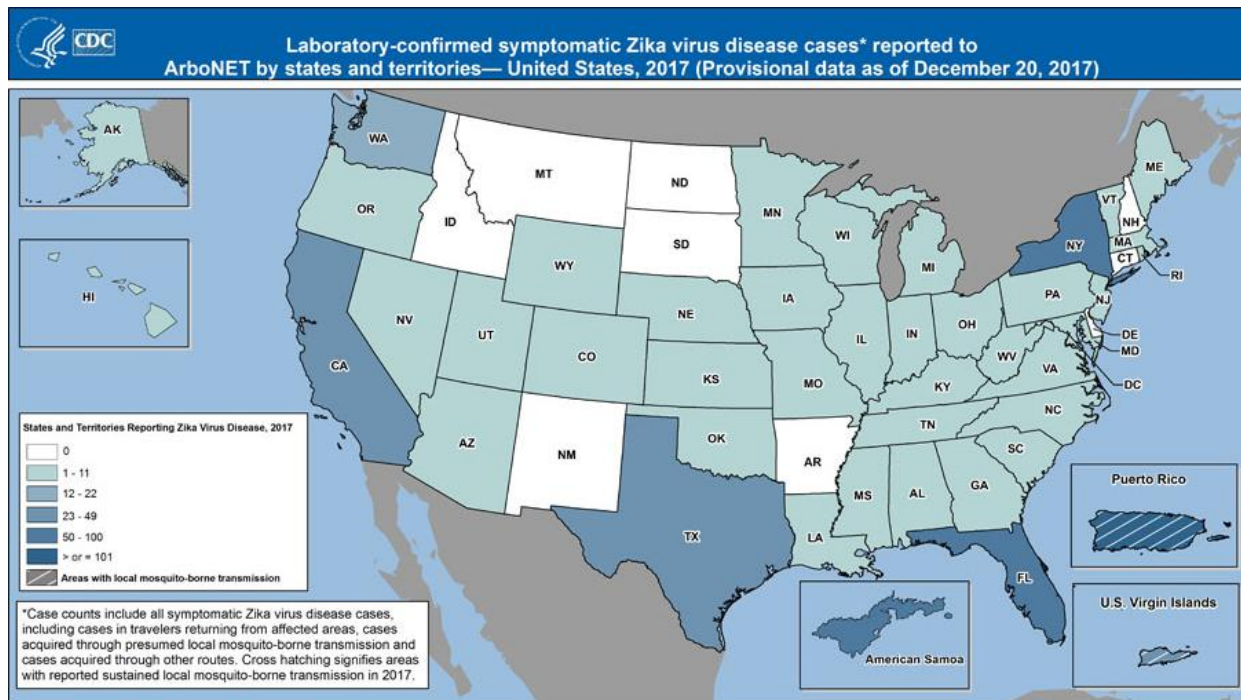 CDC
Laboratory-confirmed symptomatic Zika virus disease cases* reported to
ArboNET by states and territories— United States, 2017 (Provisional data as of December 20, 2017)
AK
HI
WA
MT
ND
MN
ME
VT
NH
OR
ID
SD
WI
NY
MA
CT
RI
WY
MI
IA
PA
NJ
NE
NV
UT
CO
IL
IN
OH
DE
MD
DC
WV
VA
CA
KS
MO
KY
NC
TN
AZ
NM
OK
AR
SC
MS
AL
GA
TX
LA
FL
States and Territories Reporting Zika Virus Disease, 2017
0
1 - 11
12 - 22
23 - 49
50 - 100
> or = 101
Areas with local mosquito-borne transmission
Puerto Rico
U.S. Virgin Islands
American Samoa
*Case counts include all symptomatic Zika virus disease cases,
including cases in travelers returning from affected areas, cases
acquired through presumed local mosquito-borne transmission and
cases acquired through other routes. Cross hatching signifies areas
with reported sustained local mosquito-borne transmission in 2017.